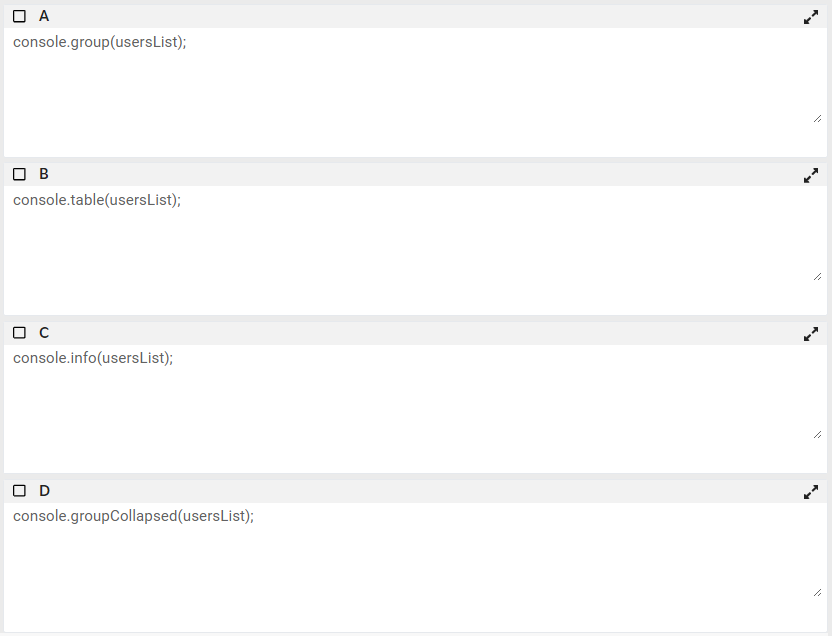 A
console.group(usersList);
B
console.table(usersList);
C
console.info(usersList);
D
console.groupCollapsed(usersList);